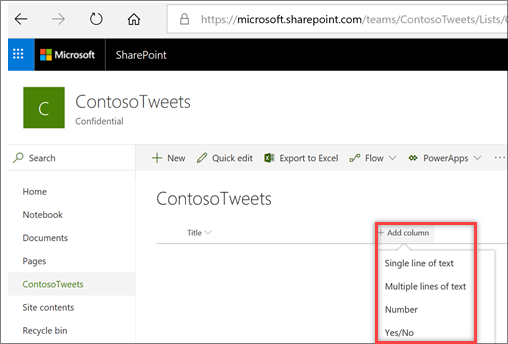 https://microsoft.sharepoint.com/teams/ContosoTweets/Lists/
Microsoft SharePoint
C
ContosoTweets
Confidential
Search
+ New Quick edit Export to Excel Flow PowerApps ...
Home
Notebook
Documents
Pages
ContosoTweets
Site contents
Recycle bin
ContosoTweets
Title + Add column
Single line of text
Multiple lines of text
Number
Yes/No